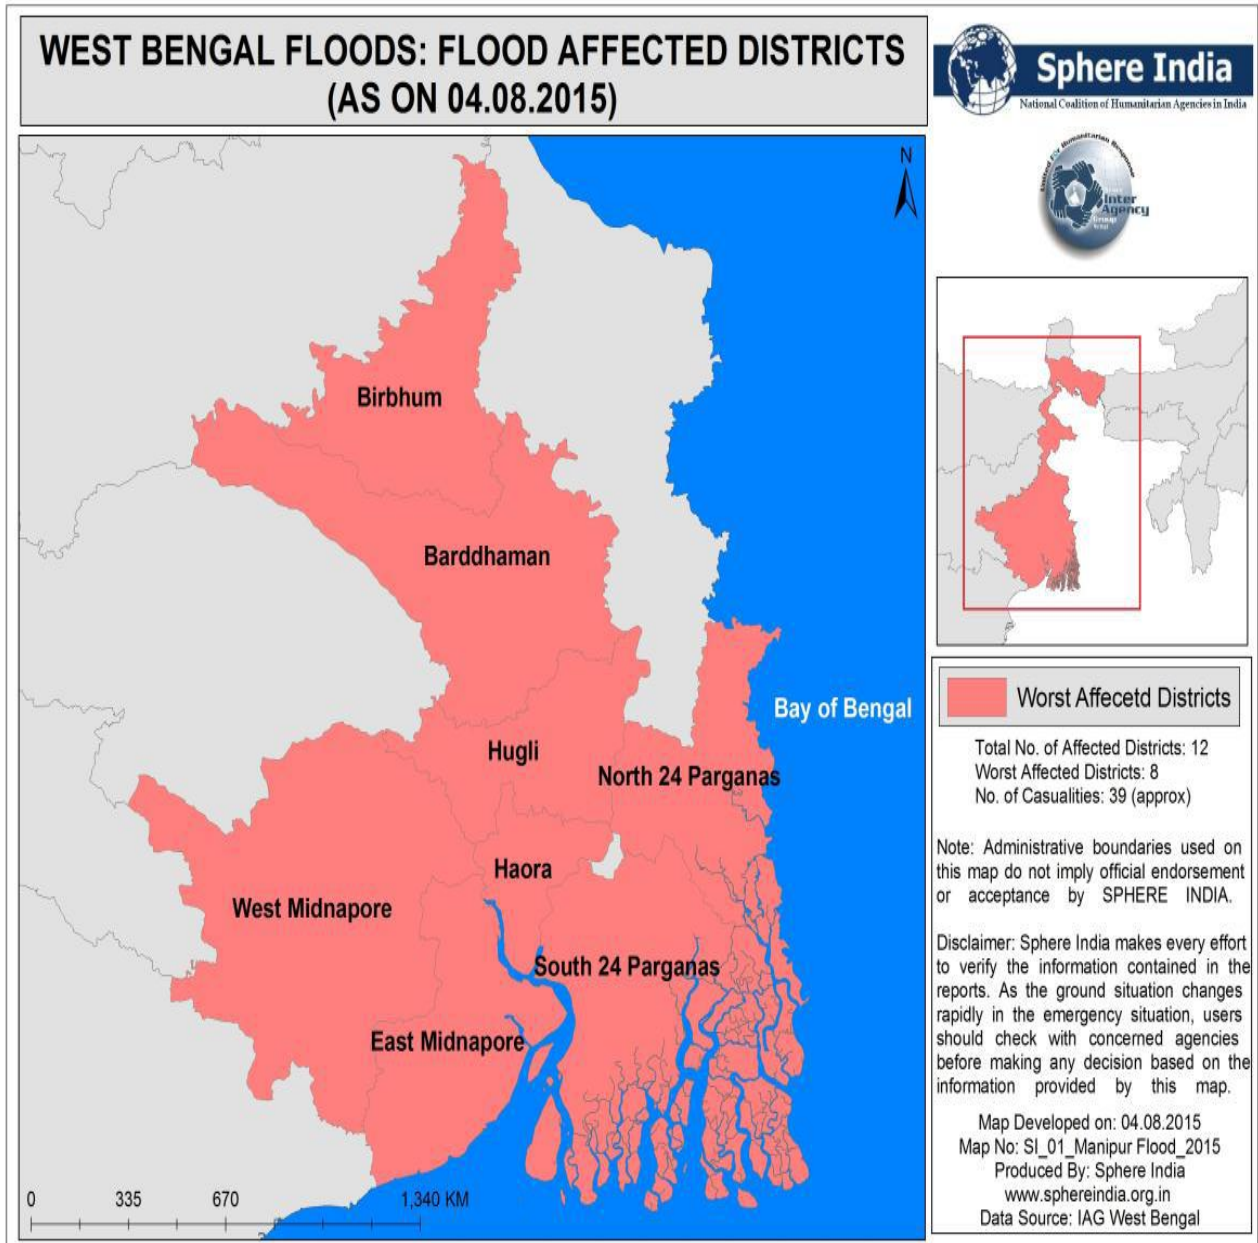 WEST BENGAL FLOODS: FLOOD AFFECTED DISTRICTS
(AS ON 04.08.2015)
Sphere India
National Coalition of Humanitarian Agencies in India
United for Humanitarian Response
Inter
Agency
Group
N
Birbhum
Barddhaman
Bay of Bengal
Hugli
North 24 Parganas
Haora
West Midnapore
South 24 Parganas
East Midnapore
0 335 670 1,340 KM
Worst Affecetd Districts
Total No. of Affected Districts: 12
Worst Affected Districts: 8
No. of Casualities: 39 (approx)
Note: Administrative boundaries used on
this map do not imply official endorsement
or acceptance by SPHERE INDIA.
Disclaimer: Sphere India makes every effort
to verify the information contained in the
reports. As the ground situation changes
rapidly in the emergency situation, users
should check with concerned agencies
before making any decision based on the
information provided by this map.
Map Developed on: 04.08.2015
Map No: SI_01_Manipur Flood_2015
Produced By: Sphere India
www.sphereindia.org.in
Data Source: IAG West Bengal